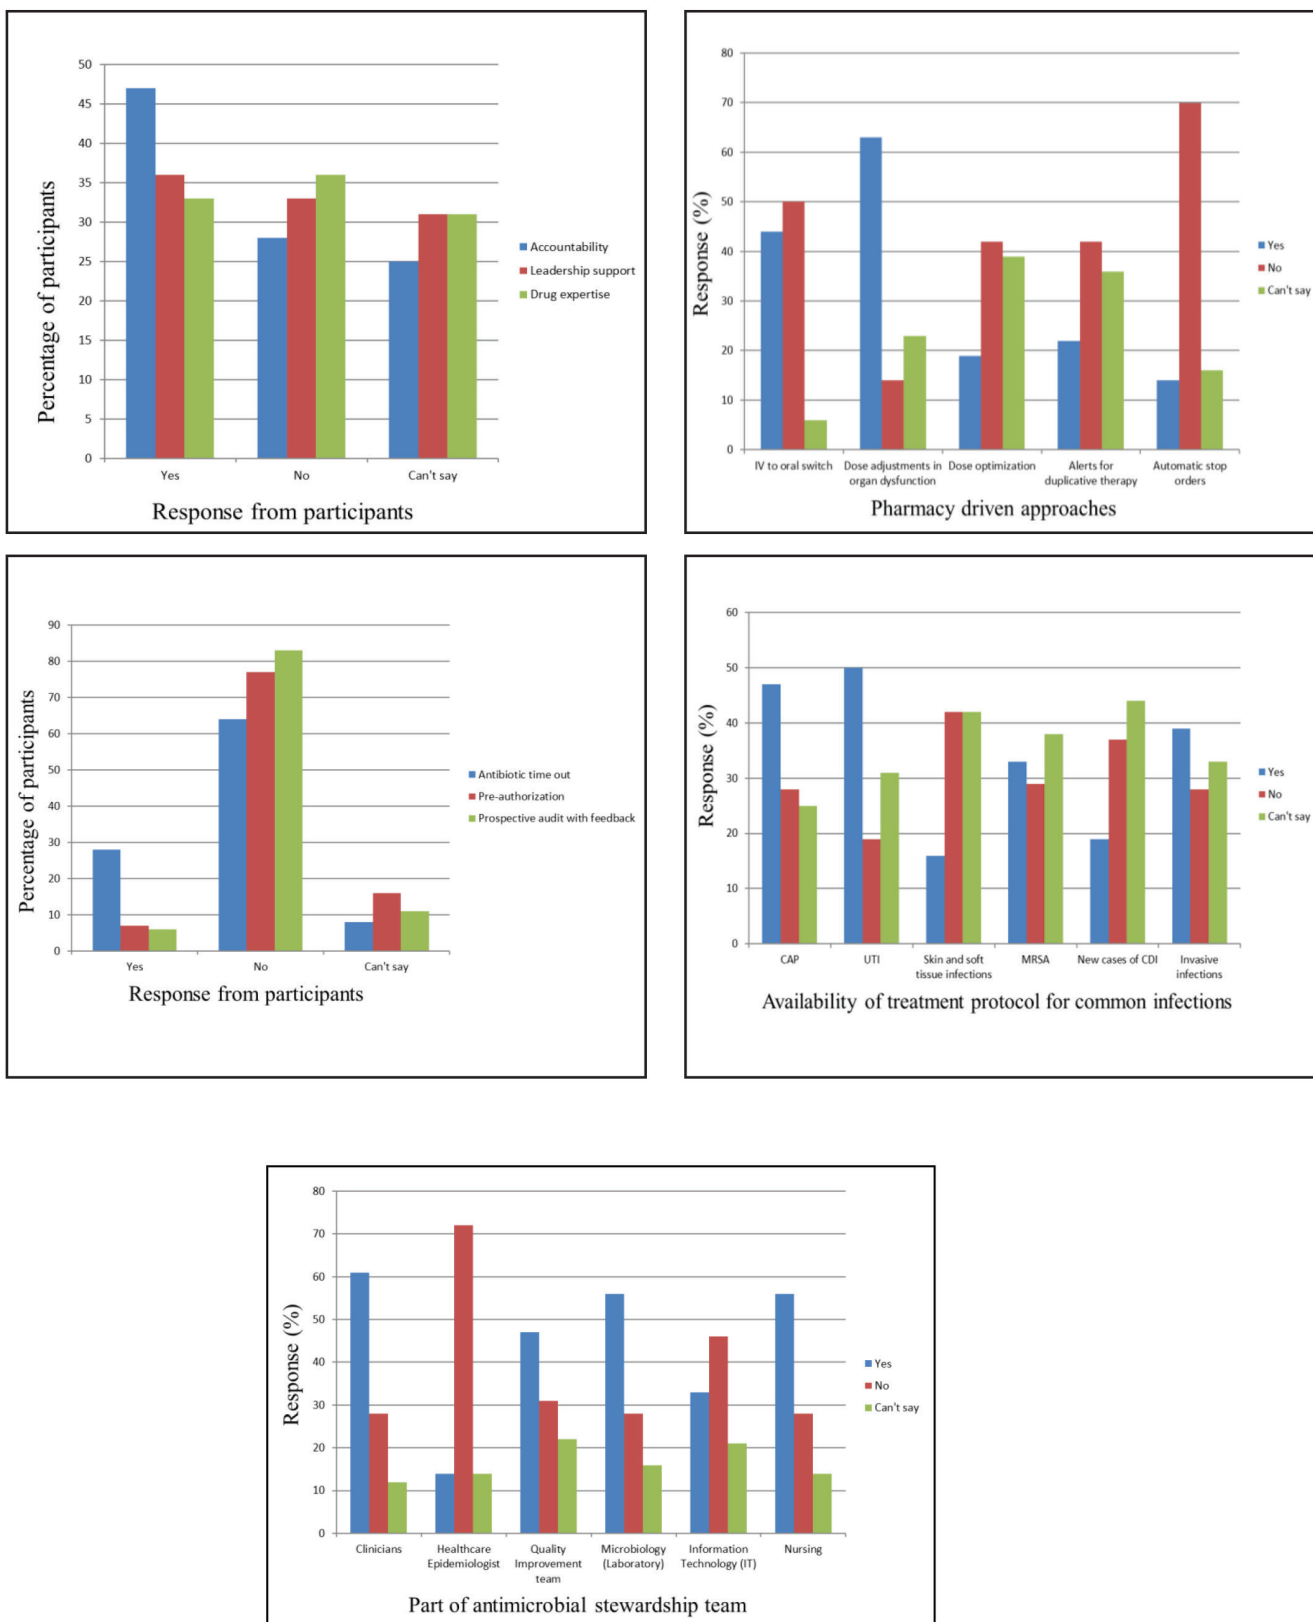 50
45
40
35
30
25
20
15
10
5
0
Percentage of participants
Yes
No
Can't say
Response from participants
Accountability
Leadership support
Drug expertise
80
70
60
50
40
30
20
10
0
Response (%)
IV to oral switch
Dose adjustments in
organ dysfunction
Dose optimization
Alerts for
duplicative therapy
Automatic stop
orders
Pharmacy driven approaches
Yes
No
Can't say
90
80
70
60
50
40
30
20
10
0
Percentage of participants
Yes
No
Can't say
Response from participants
Antibiotic time out
Pre-authorization
Prospective audit with feedback
60
50
40
30
20
10
0
Response (%)
CAP
UTI
Skin and soft
tissue infections
MRSA
New cases of CDI
Invasive
infections
Availability of treatment protocol for common infections
Yes
No
Can't say
80
70
60
50
40
30
20
10
0
Response (%)
Clinicians
Healthcare
Epidemiologist
Quality
Improvement
team
Microbiology
(Laboratory)
Information
Technology (IT)
Nursing
Part of antimicrobial stewardship team
Yes
No
Can't say